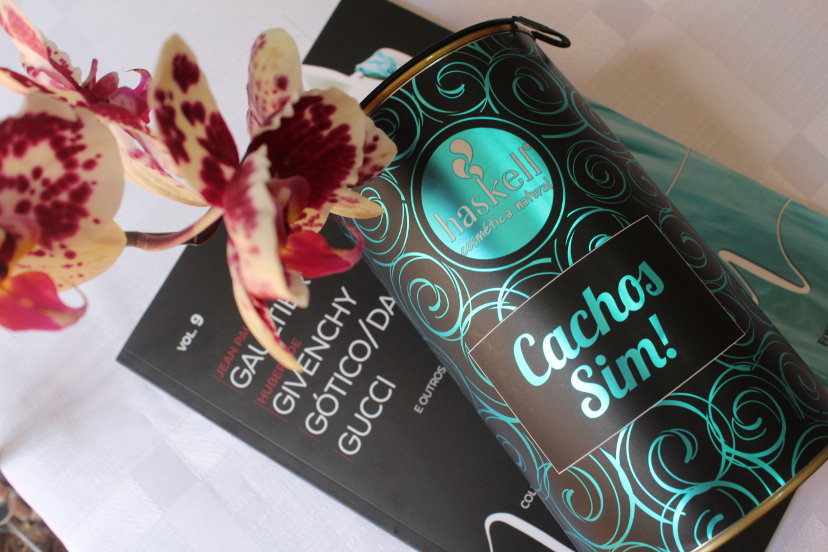 haskell
cosmética natural
Cachos
Sim!
VOL. 9
JEAN PAUL
GAULTIER
HUBERT DE
GIVENCHY
GÓTICO/DA
GUCCI
E OUTROS